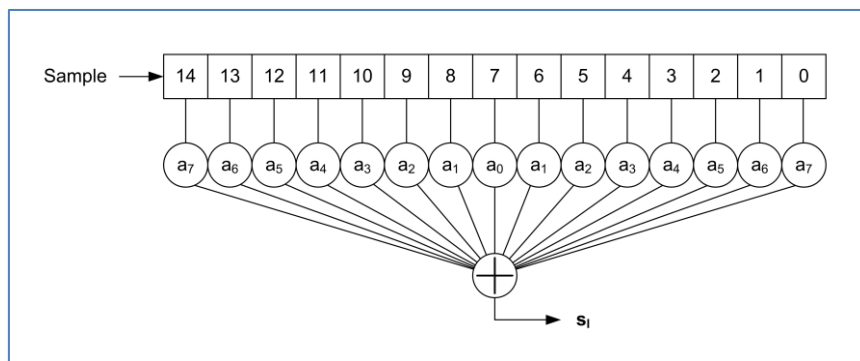 Sample 14 13 12 11 10 9 8 7 6 5 4 3 2 1 0
a₇ a₆ a₅ a₄ a₃ a₂ a₁ a₀ a₁ a₂ a₃ a₄ a₅ a₆ a₇
s₁